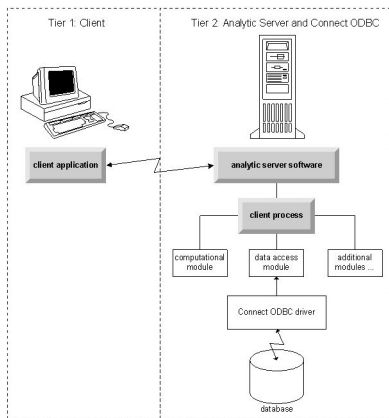 Tier 1: Client
Tier 2: Analytic Server and Connect ODBC
client application
analytic server software
client process
computational
module
data access
module
additional
modules ...
Connect ODBC driver
database